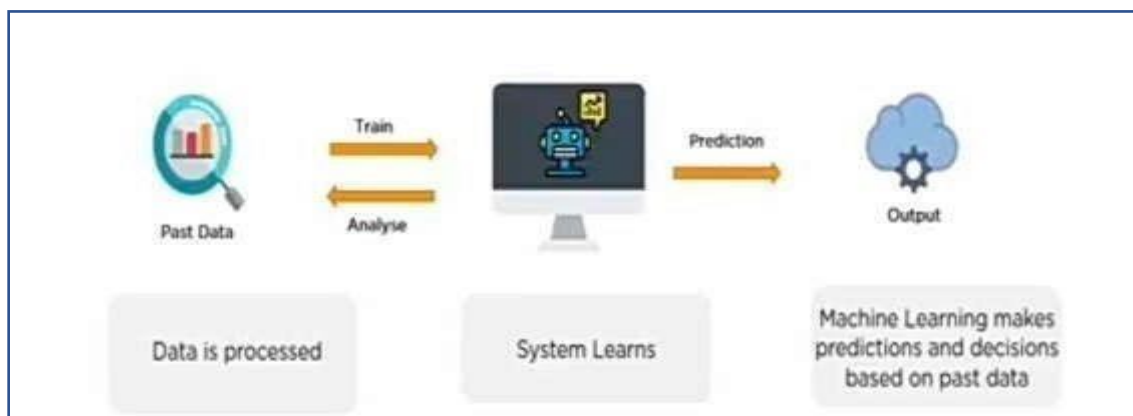 Train
Prediction
Past Data
Analyse
Output
Data is processed
System Learns
Machine Learning makes
predictions and decisions
based on past data